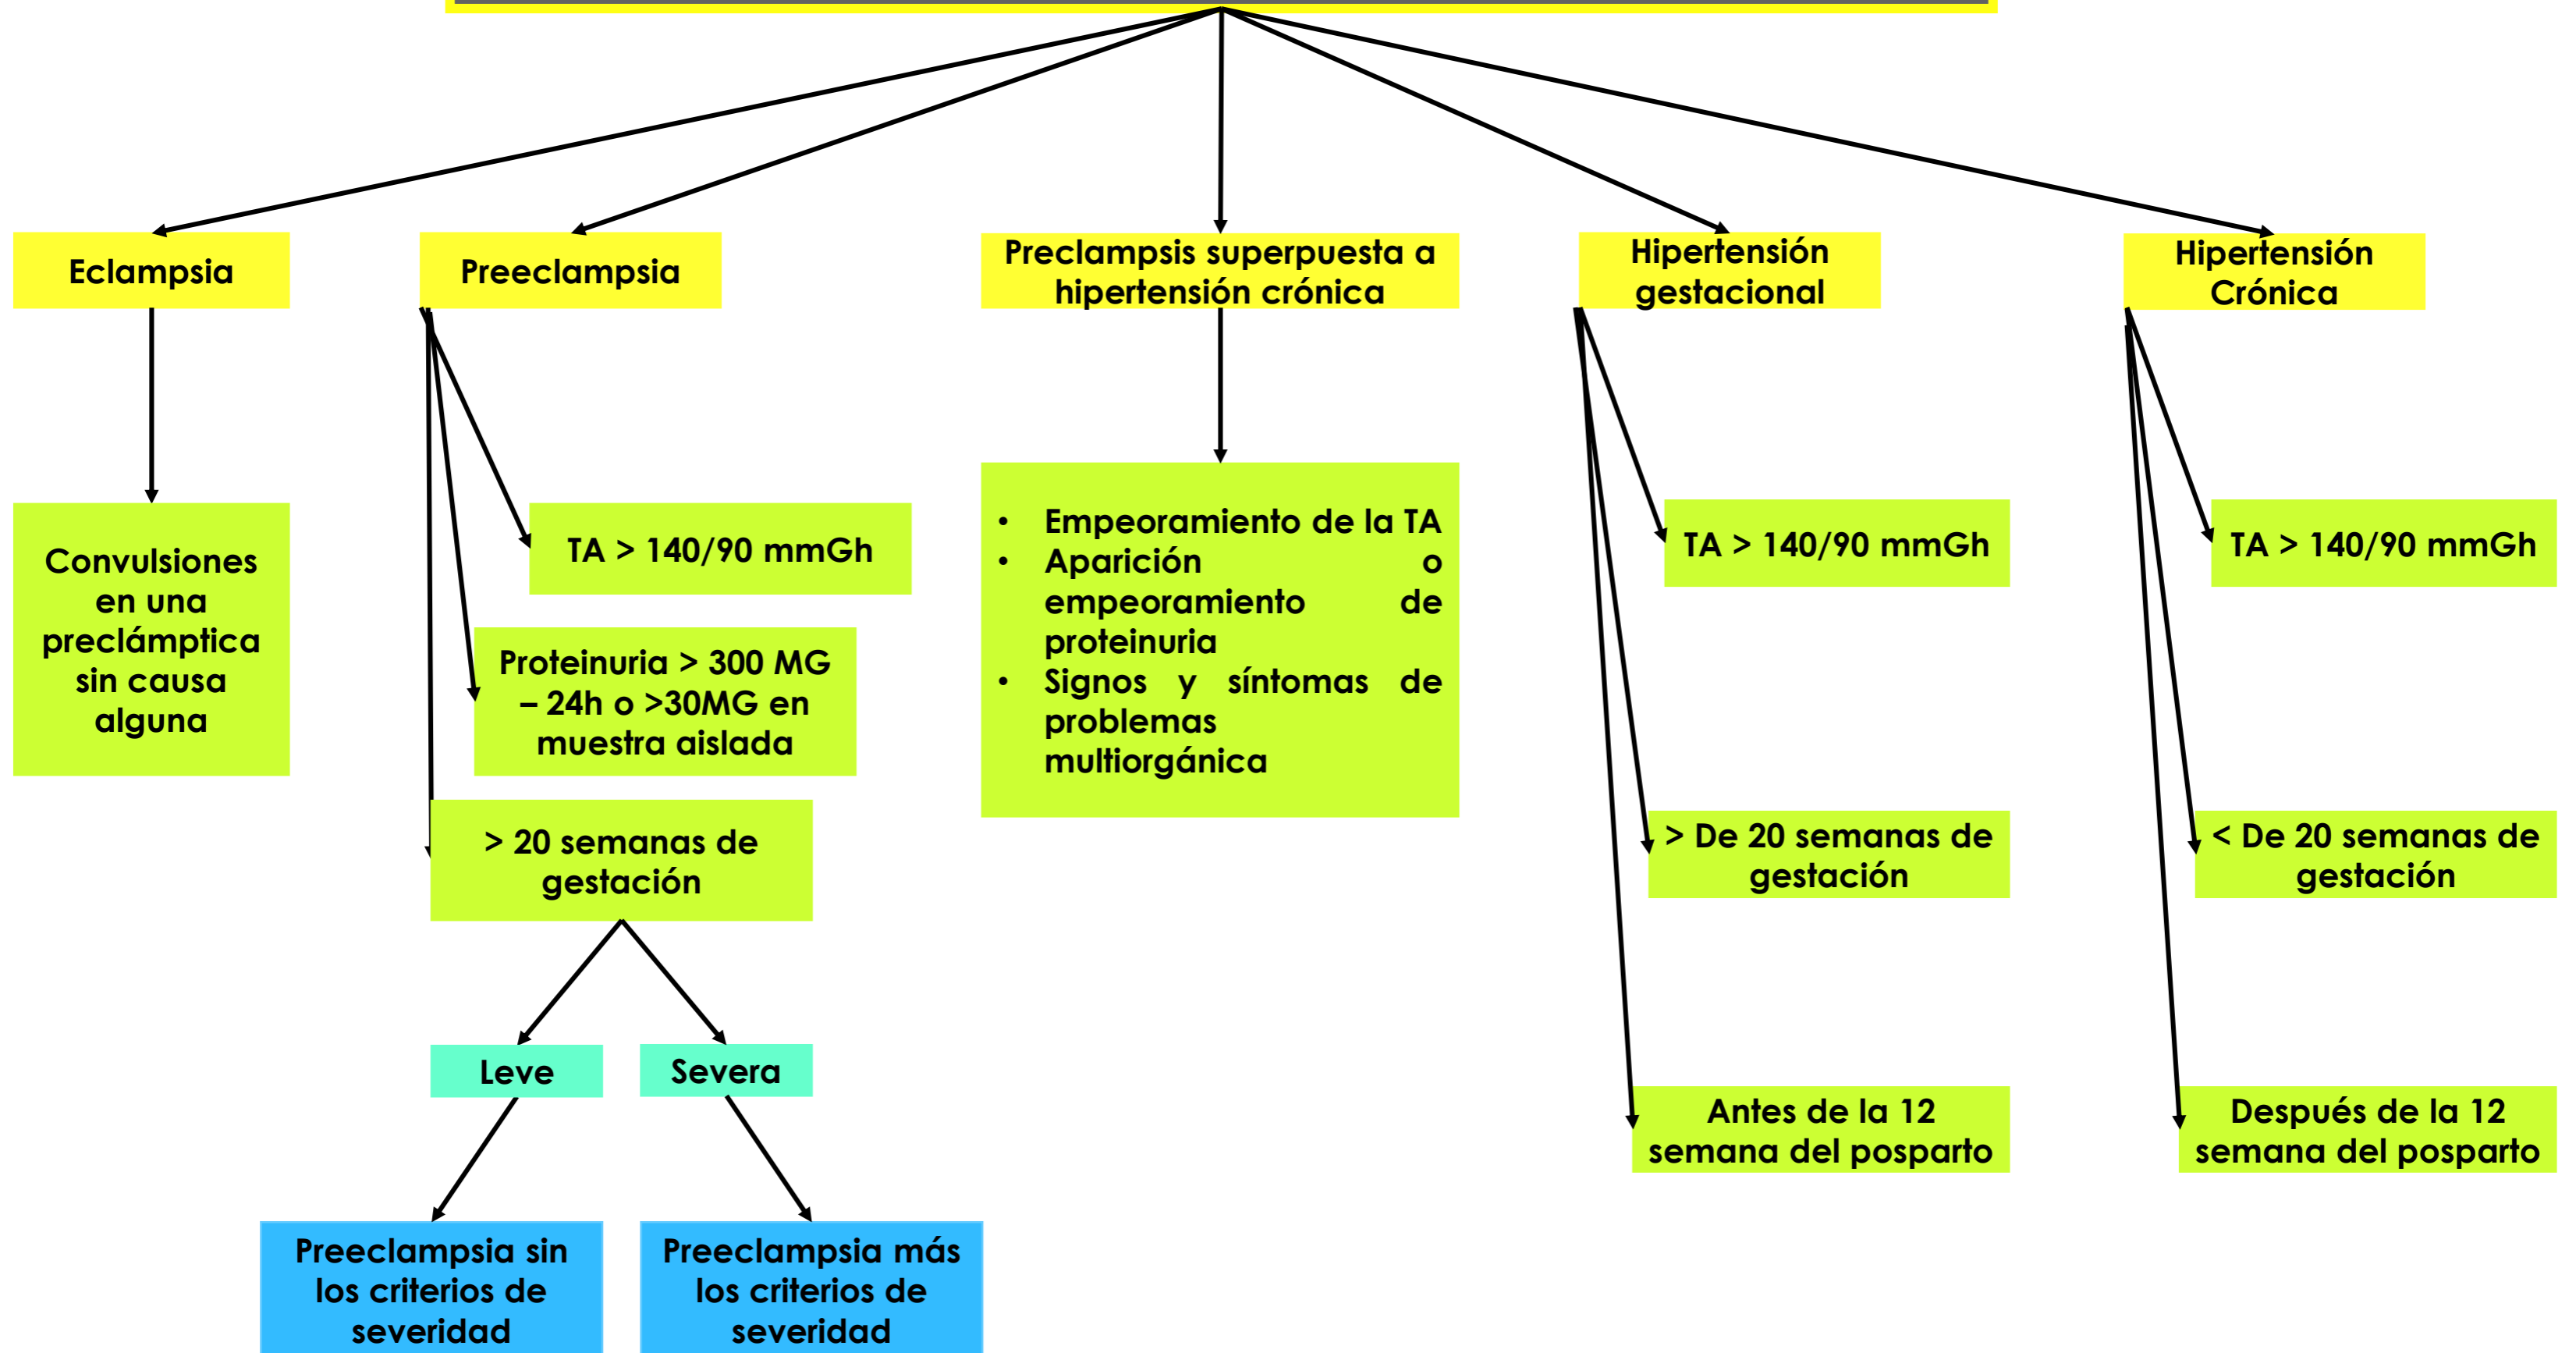 Eclampsia
Preeclampsia
Preclampsis superpuesta a
hipertensión crónica
Hipertensión
gestacional
Hipertensión
Crónica
Convulsiones
en una
preclámptica
sin causa
alguna
TA > 140/90 mmGh
Proteinuria > 300 MG
– 24h o >30MG en
muestra aislada
> 20 semanas de
gestación
Leve
Severa
Preeclampsia sin
los criterios de
severidad
Preeclampsia más
los criterios de
severidad
• Empeoramiento de la TA
• Aparición o
empeoramiento de
proteinuria
• Signos y síntomas de
problemas
multiorgánica
TA > 140/90 mmGh
> De 20 semanas de
gestación
Antes de la 12
semana del posparto
TA > 140/90 mmGh
< De 20 semanas de
gestación
Después de la 12
semana del posparto